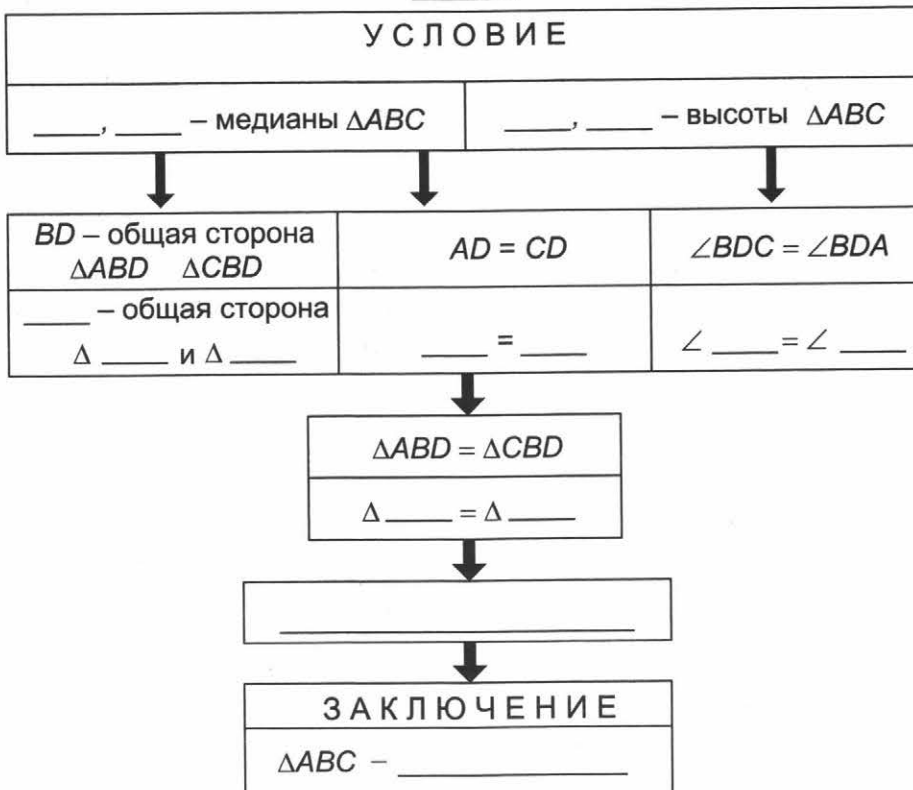 УСЛОВИЕ
____, ____ – медианы ΔABC
____, ____ – высоты ΔABC
BD – общая сторона
ΔABD ΔCBD
AD = CD
∠BDC = ∠BDA
____ – общая сторона
Δ ____ и Δ ____
____ = ____
∠ ____ = ∠ ____
ΔABD = ΔCBD
Δ ____ = Δ ____
____
ЗАКЛЮЧЕНИЕ
ΔABC – ____